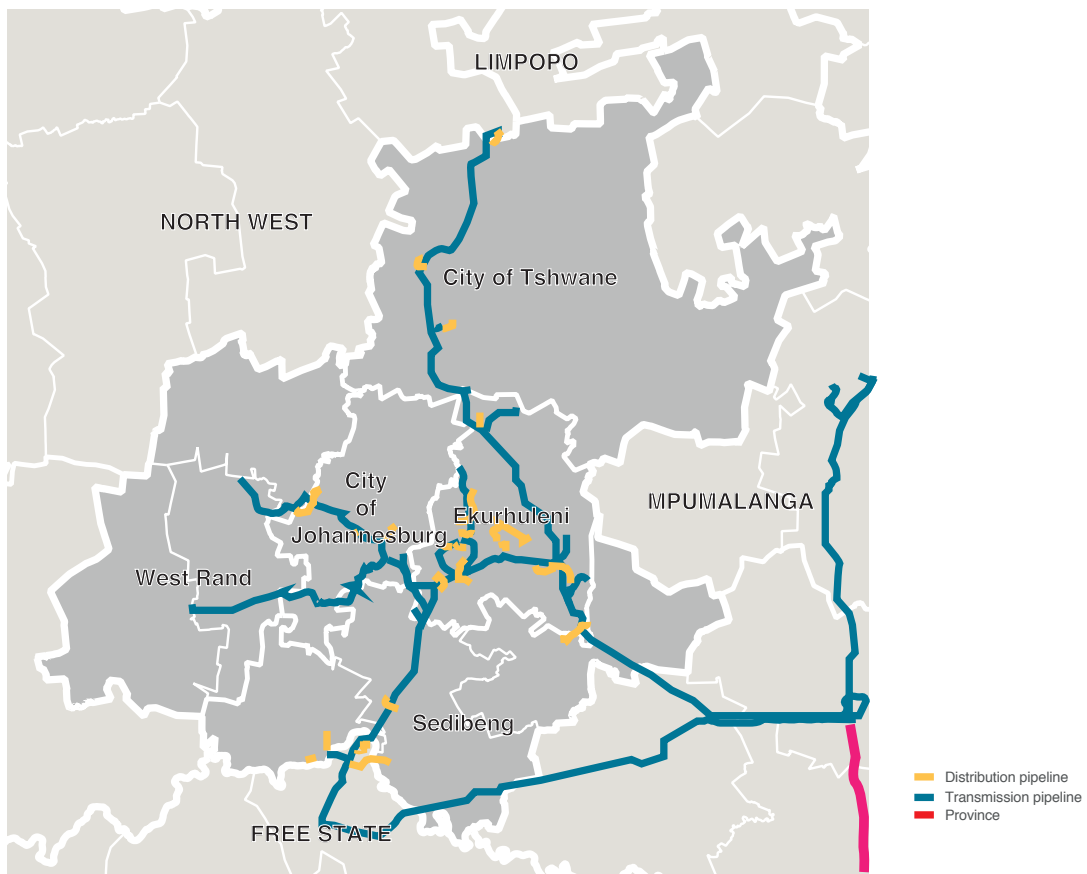 LIMPOPO
NORTH WEST
City of Tshwane
City
of
Johannesburg
Ekurhuleni
MPUMALANGA
West Rand
Sedibeng
FREE STATE
Distribution pipeline
Transmission pipeline
Province